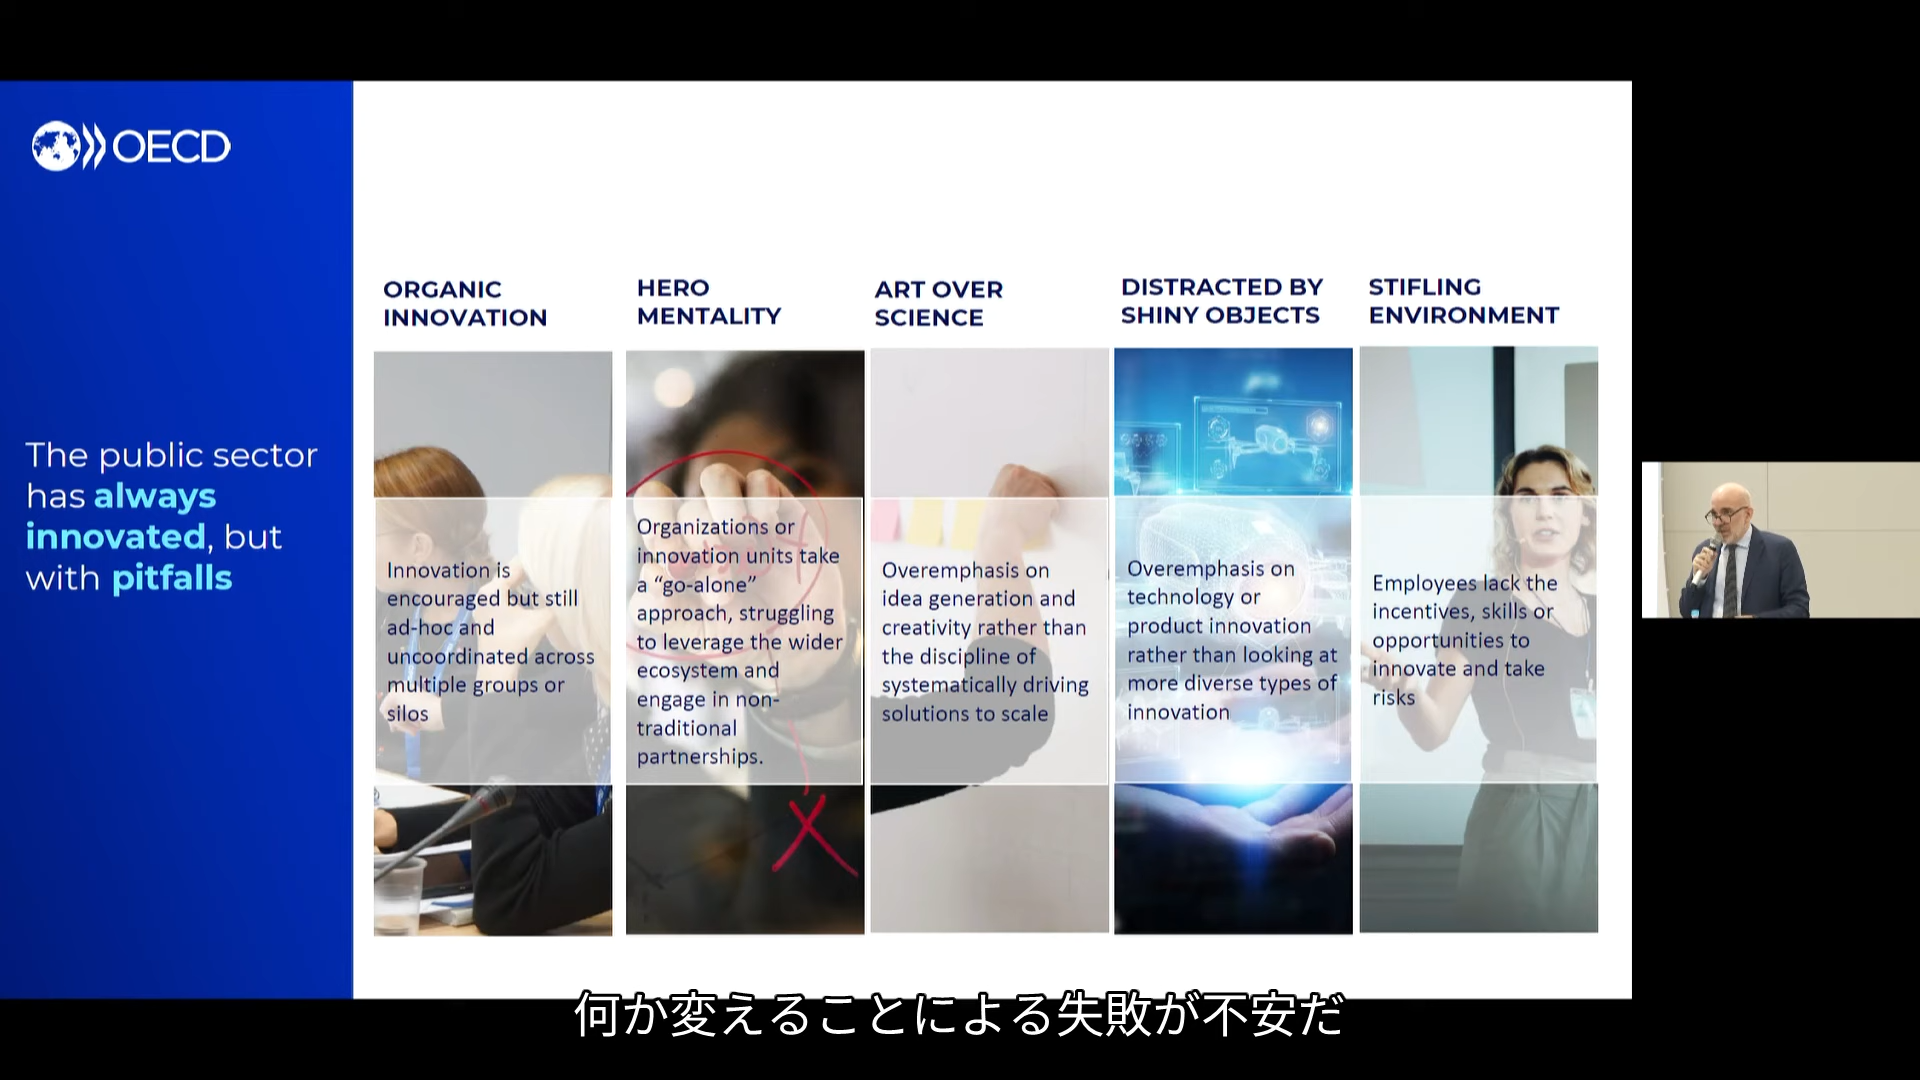 OECD
The public sector
has always
innovated, but
with pitfalls
ORGANIC
INNOVATION
Innovation is
encouraged but still
ad-hoc and
uncoordinated across
multiple groups or
silos
HERO
MENTALITY
Organizations or
innovation units take
a “go-alone”
approach, struggling
to leverage the wider
ecosystem and
engage in non-
traditional
partnerships.
ART OVER
SCIENCE
Overemphasis on
idea generation and
creativity rather than
the discipline of
systematically driving
solutions to scale
DISTRACTED BY
SHINY OBJECTS
Overemphasis on
technology or
product innovation
rather than looking at
more diverse types of
innovation
STIFLING
ENVIRONMENT
Employees lack the
incentives, skills or
opportunities to
innovate and take
risks
何か変えることによる失敗が不安だ